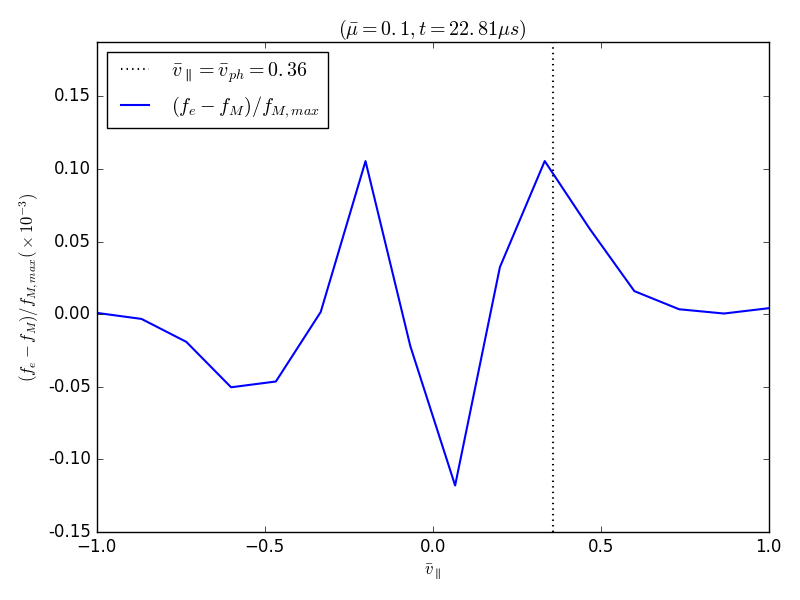 (μ̄ = 0.1, t = 22.81μs)
v̄∥ = v̄ph = 0.36
(fe − fM)/fM,max
0.15
0.10
0.05
0.00
-0.05
-0.10
-0.15
(fe − fM)/fM,max(×10⁻³)
−1.0 −0.5 0.0 0.5 1.0
v̄∥